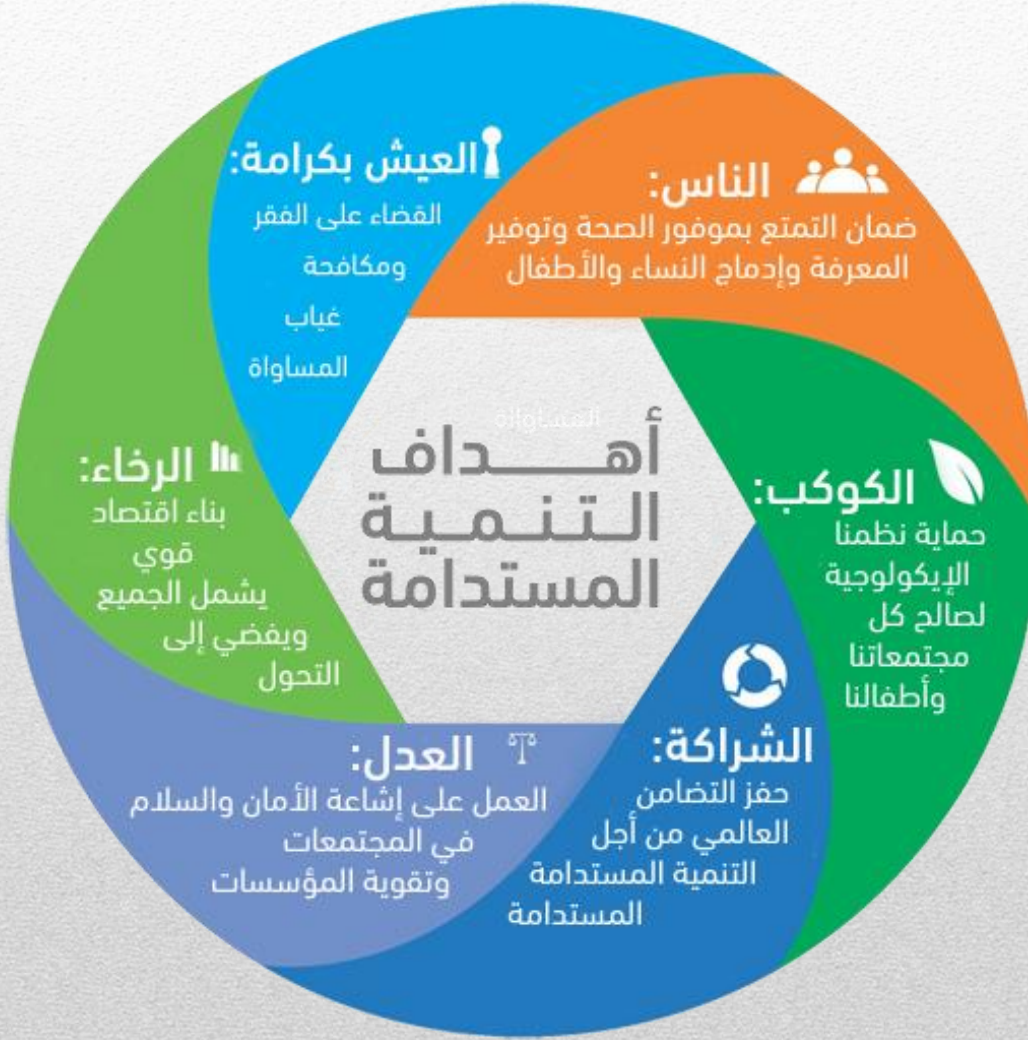 العيش بكرامة:
القضاء على الفقر
ومكافحة
غياب
المساواة
الناس:
ضمان التمتع بموفور الصحة وتوفير
المعرفة وإدماج النساء والأطفال
الكوكب:
حماية نظمنا
الإيكولوجية
لصالح كل
مجتمعاتنا
وأطفالنا
الشراكة:
حفز التضامن
العالمي من أجل
التنمية المستدامة
المستدامة
العدل:
العمل على إشاعة الأمان والسلام
في المجتمعات
وتقوية المؤسسات
الرخاء:
بناء اقتصاد
قوي
يشمل الجميع
ويفضي إلى
التحول
المساواة
أهـــداف
الـتـنـمـيـة
المستدامة